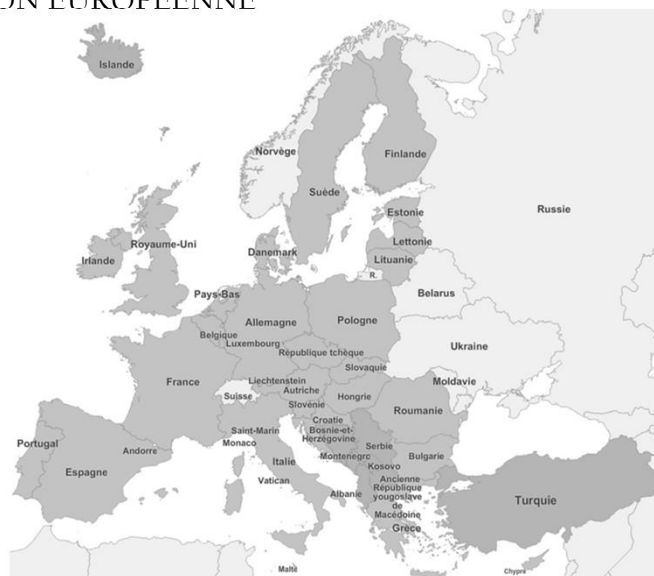 ON EUROPÉENNE
Islande
Norvège
Finlande
Suède
Russie
Estonie
Royaume-Uni
Lettonie
Danemark
Irlande
Lituanie
R.
Pays-Bas
Belarus
Allemagne
Pologne
Belgique
Luxembourg
Ukraine
République tchèque
Slovaquie
France
Liechtenstein
Moldavie
Autriche
Suisse
Hongrie
Slovénie
Roumanie
Croatie
Saint-Marin
Bosnie-et-
Herzégovine
Portugal
Monaco
Serbie
Andorre
Montenegro
Bulgarie
Italie
Kosovo
Espagne
Ancienne
République
yougoslave
de
Macédoine
Vatican
Albanie
Turquie
Grèce
Malte
Chypre